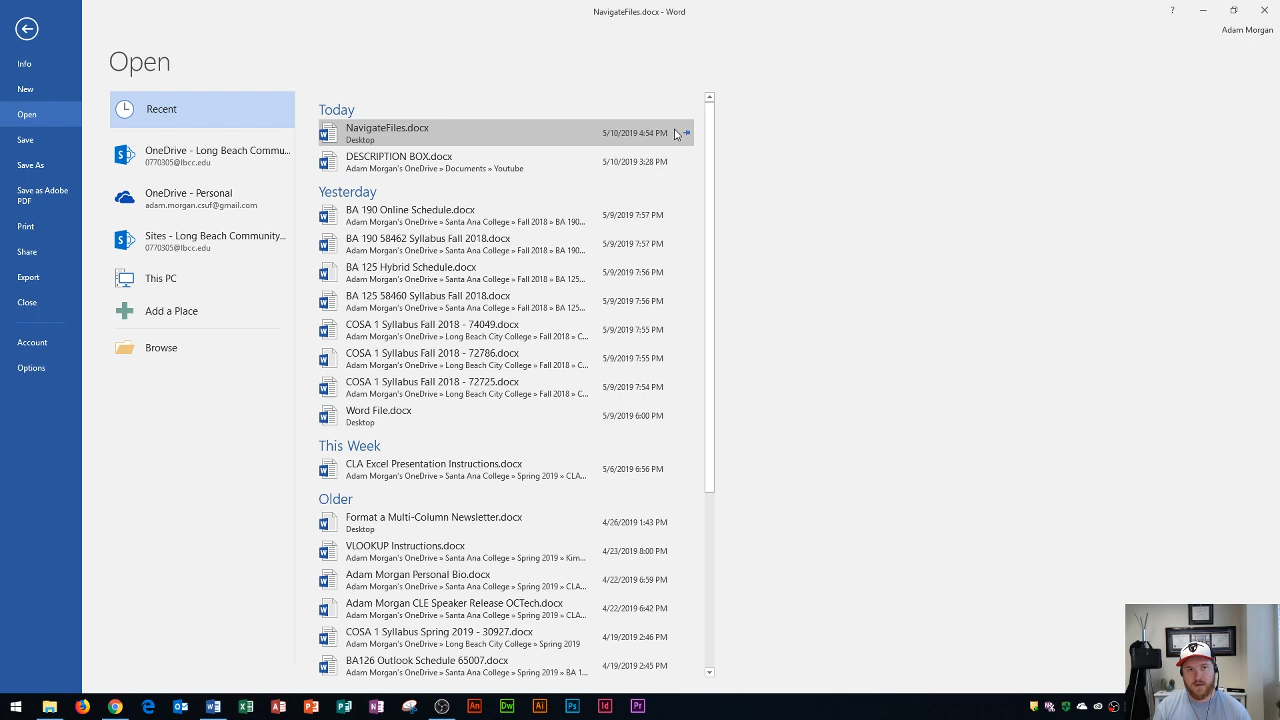 NavigateFiles.docx - Word
?
Adam Morgan
Info
New
Open
Save
Save As
Save as Adobe
PDF
Print
Share
Export
Close
Account
Options
Open
Recent
OneDrive - Long Beach Commu...
0770305@lbcc.edu
OneDrive - Personal
adam.morgan.csuf@gmail.com
Sites - Long Beach Community...
0770305@lbcc.edu
This PC
Add a Place
Browse
Today
NavigateFiles.docx
Desktop
5/10/2019 4:54 PM
DESCRIPTION BOX.docx
Adam Morgan's OneDrive » Documents » Youtube
5/10/2019 3:28 PM
Yesterday
BA 190 Online Schedule.docx
Adam Morgan's OneDrive » Santa Ana College » Fall 2018 » BA 190...
5/9/2019 7:57 PM
BA 190 58462 Syllabus Fall 2018.docx
Adam Morgan's OneDrive » Santa Ana College » Fall 2018 » BA 190...
5/9/2019 7:57 PM
BA 125 Hybrid Schedule.docx
Adam Morgan's OneDrive » Santa Ana College » Fall 2018 » BA 125...
5/9/2019 7:56 PM
BA 125 58460 Syllabus Fall 2018.docx
Adam Morgan's OneDrive » Santa Ana College » Fall 2018 » BA 125...
5/9/2019 7:56 PM
COSA 1 Syllabus Fall 2018 - 74049.docx
Adam Morgan's OneDrive » Long Beach City College » Fall 2018 » C...
5/9/2019 7:55 PM
COSA 1 Syllabus Fall 2018 - 72786.docx
Adam Morgan's OneDrive » Long Beach City College » Fall 2018 » C...
5/9/2019 7:55 PM
COSA 1 Syllabus Fall 2018 - 72725.docx
Adam Morgan's OneDrive » Long Beach City College » Fall 2018 » C...
5/9/2019 7:54 PM
Word File.docx
Desktop
5/9/2019 6:00 PM
This Week
CLA Excel Presentation Instructions.docx
Adam Morgan's OneDrive » Santa Ana College » Spring 2019 » CLA...
5/6/2019 6:56 PM
Older
Format a Multi-Column Newsletter.docx
Desktop
4/26/2019 1:43 PM
VLOOKUP Instructions.docx
Adam Morgan's OneDrive » Santa Ana College » Spring 2019 » Kim...
4/23/2019 8:00 PM
Adam Morgan Personal Bio.docx
Adam Morgan's OneDrive » Santa Ana College » Spring 2019 » CLA...
4/22/2019 6:59 PM
Adam Morgan CLE Speaker Release OCTech.docx
Adam Morgan's OneDrive » Santa Ana College » Spring 2019 » CLA...
4/22/2019 6:42 PM
COSA 1 Syllabus Spring 2019 - 30927.docx
Adam Morgan's OneDrive » Long Beach City College » Spring 2019
4/19/2019 2:46 PM
BA126 Outlook Schedule 65007.docx
Adam Morgan's OneDrive » Santa Ana College » Spring 2019 » BA 1...
4/19/2019 2:45 PM
An Dw Ai Ps Id Pr